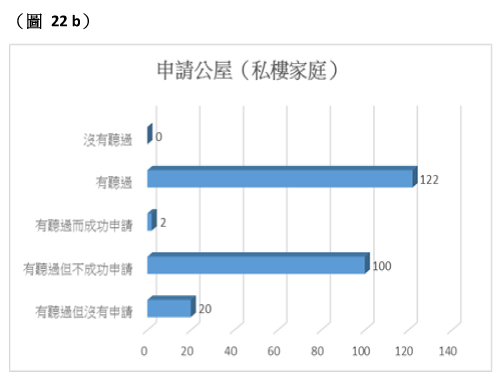 （圖 22 b）
申請公屋（私樓家庭）
沒有聽過 0
有聽過 122
有聽過而成功申請 2
有聽過但不成功申請 100
有聽過但沒有申請 20
0 20 40 60 80 100 120 140